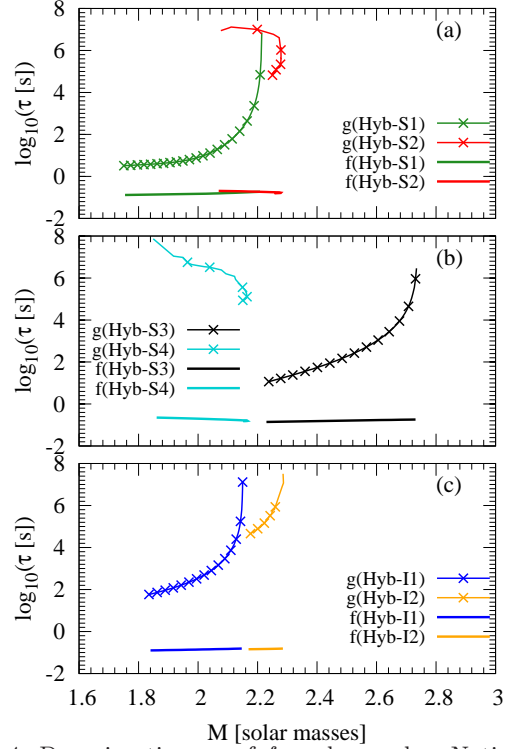 8
6
4
2
0
-2
log10(τ [s])
(a)
g(Hyb-S1)
g(Hyb-S2)
f(Hyb-S1)
f(Hyb-S2)
8
6
4
2
0
-2
log10(τ [s])
(b)
g(Hyb-S3)
g(Hyb-S4)
f(Hyb-S3)
f(Hyb-S4)
8
6
4
2
0
-2
log10(τ [s])
(c)
g(Hyb-I1)
g(Hyb-I2)
f(Hyb-I1)
f(Hyb-I2)
1.6 1.8 2 2.2 2.4 2.6 2.8 3
M [solar masses]